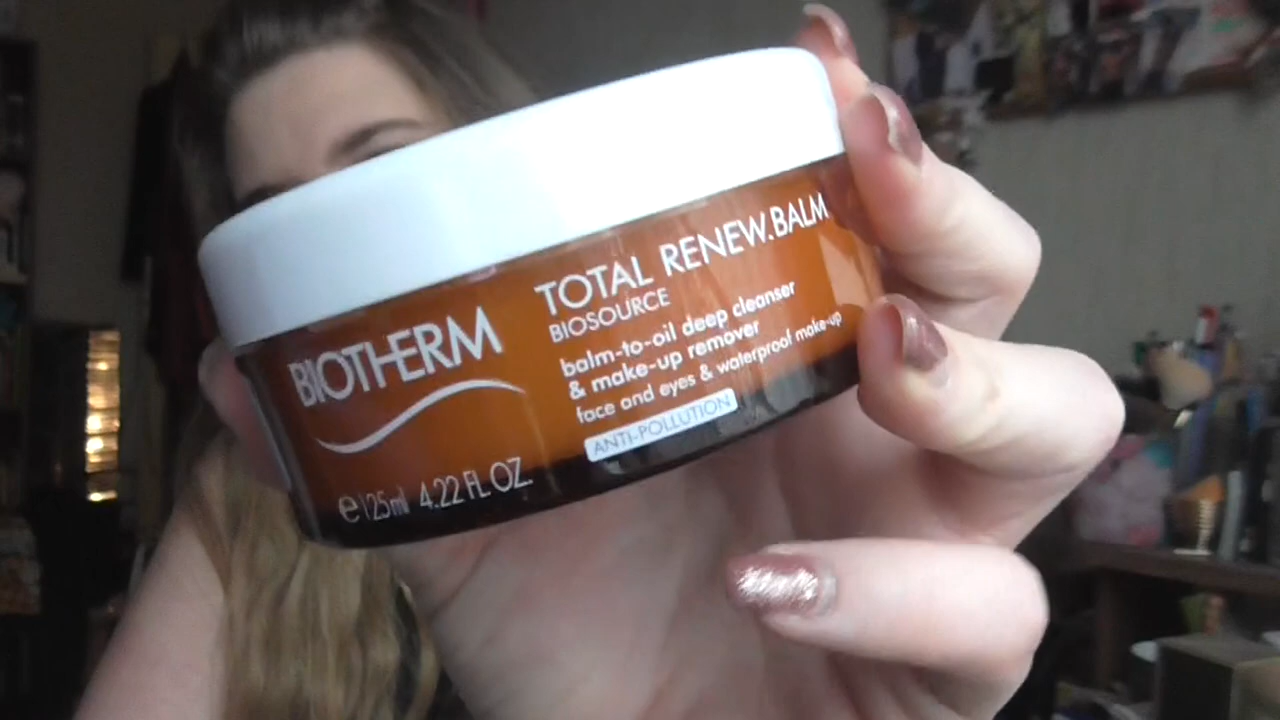 BIOTHERM
TOTAL RENEW.BALM
BIOSOURCE
balm-to-oil deep cleanser
& make-up remover
face and eyes & waterproof make-up
ANTI-POLLUTION
e 125ml 4.22 FL OZ.